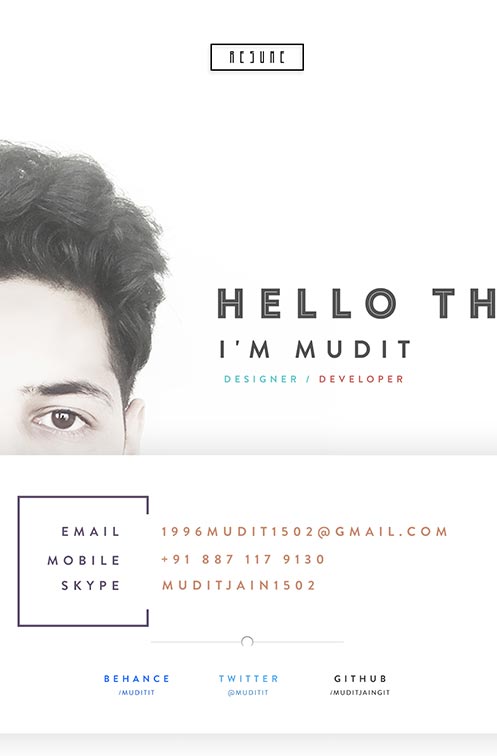 RESUME
HELLO TH
I'M MUDIT
DESIGNER / DEVELOPER
EMAIL 1996MUDIT1502@GMAIL.COM
MOBILE +91 887 117 9130
SKYPE MUDITJAIN1502
BEHANCE TWITTER GITHUB
/MUDITIT @MUDITIT /MUDITJAINGIT